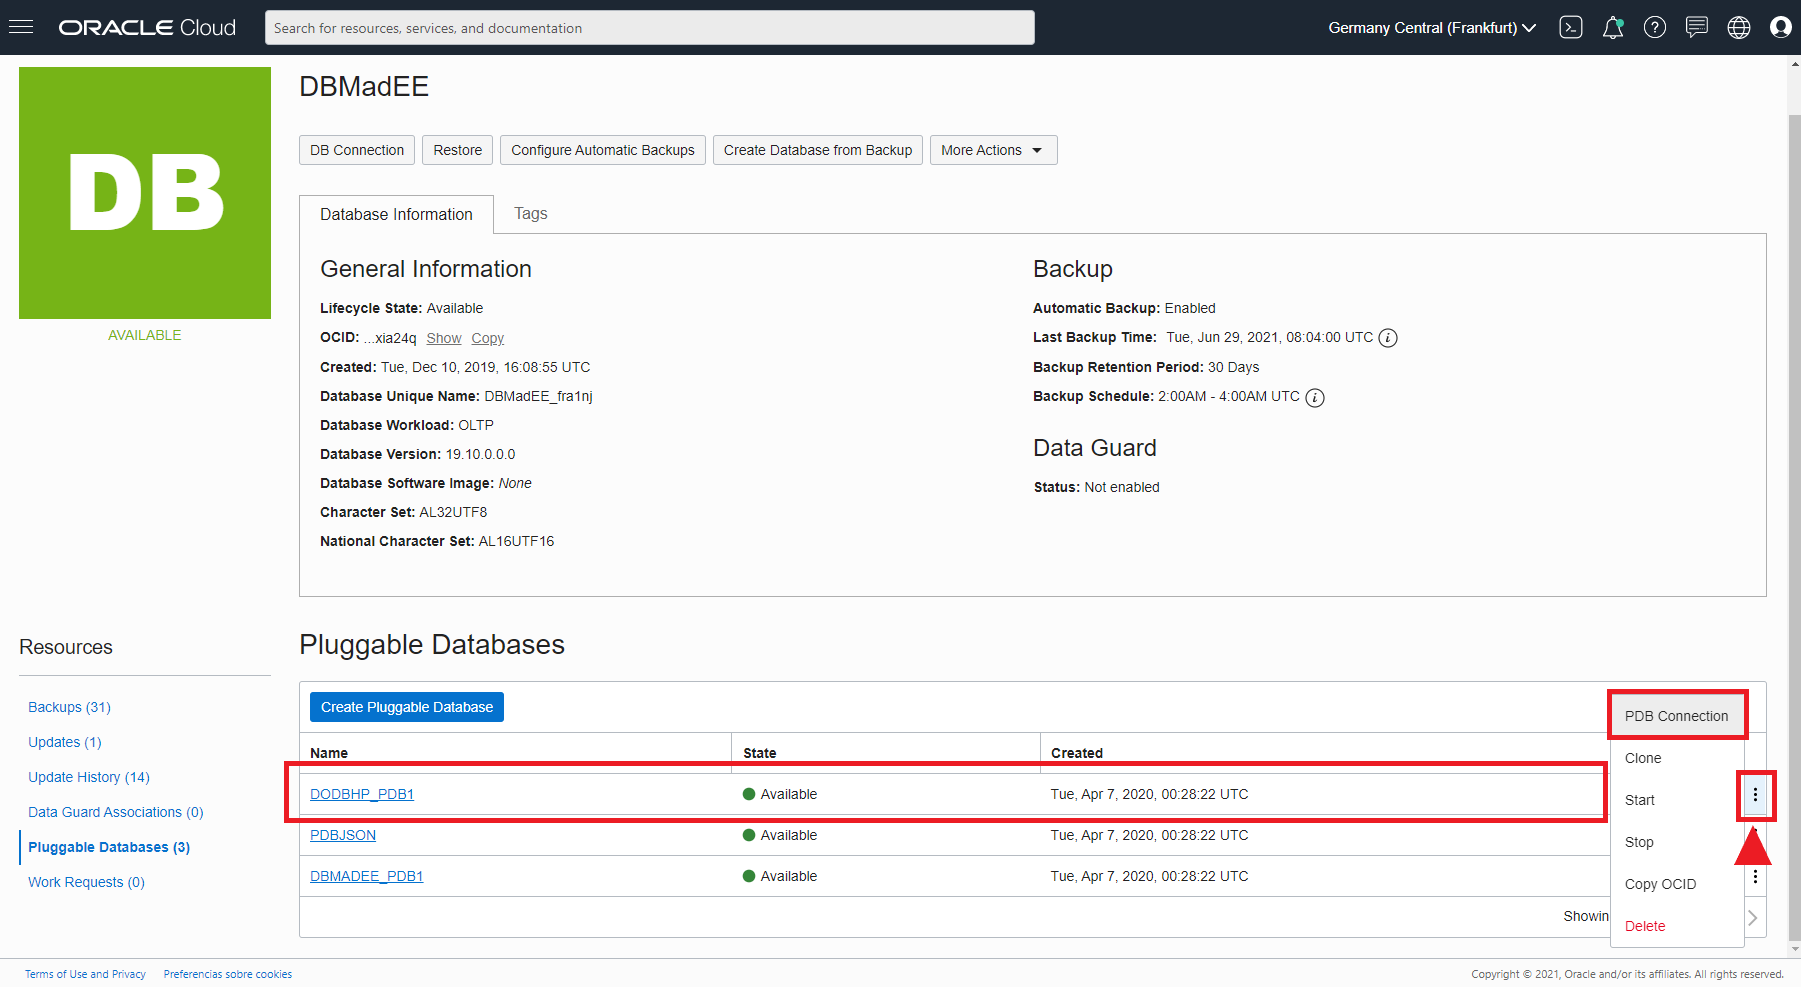 ORACLE Cloud
Search for resources, services, and documentation
Germany Central (Frankfurt)
DB
AVAILABLE
DBMadEE
DB Connection
Restore
Configure Automatic Backups
Create Database from Backup
More Actions
Database Information
Tags
General Information
Lifecycle State: Available
OCID: ...xia24q Show Copy
Created: Tue, Dec 10, 2019, 16:08:55 UTC
Database Unique Name: DBMadEE_fra1nj
Database Workload: OLTP
Database Version: 19.10.0.0.0
Database Software Image: None
Character Set: AL32UTF8
National Character Set: AL16UTF16
Backup
Automatic Backup: Enabled
Last Backup Time: Tue, Jun 29, 2021, 08:04:00 UTC
Backup Retention Period: 30 Days
Backup Schedule: 2:00AM - 4:00AM UTC
Data Guard
Status: Not enabled
Resources
Backups (31)
Updates (1)
Update History (14)
Data Guard Associations (0)
Pluggable Databases (3)
Work Requests (0)
Pluggable Databases
Create Pluggable Database
Name State Created
DODBHP_PDB1 Available Tue, Apr 7, 2020, 00:28:22 UTC
PDBJSON Available Tue, Apr 7, 2020, 00:28:22 UTC
DBMADEE_PDB1 Available Tue, Apr 7, 2020, 00:28:22 UTC
Showin
PDB Connection
Clone
Start
Stop
Copy OCID
Delete
Terms of Use and Privacy
Preferencias sobre cookies
Copyright © 2021, Oracle and/or its affiliates. All rights reserved.